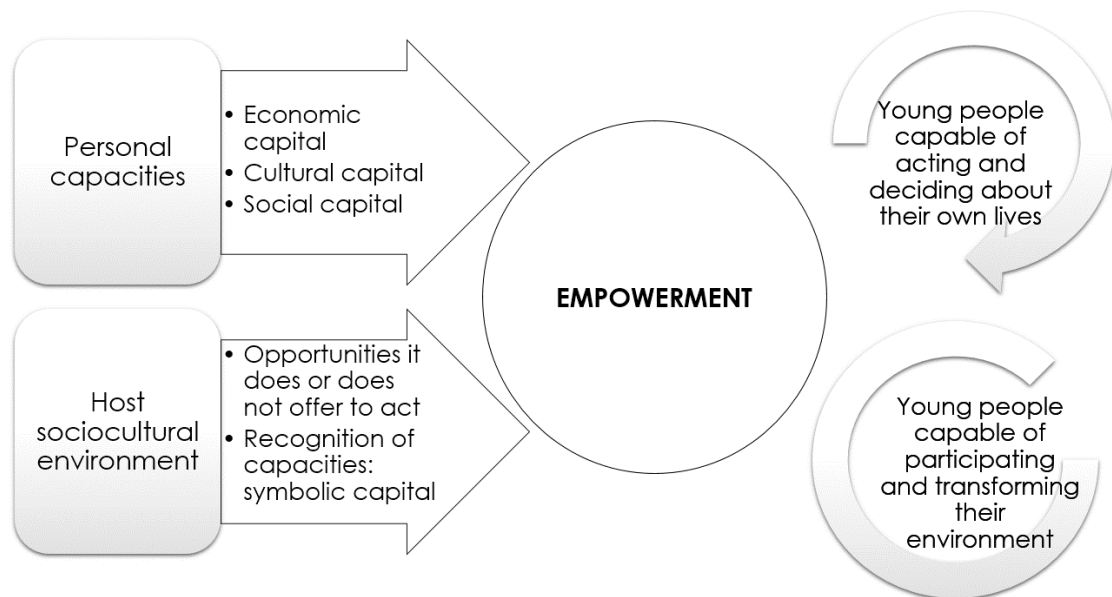 Personal
capacities
• Economic
capital
• Cultural capital
• Social capital
Host
sociocultural
environment
• Opportunities it
does or does
not offer to act
• Recognition of
capacities:
symbolic capital
EMPOWERMENT
Young people
capable of
acting and
deciding about
their own lives
Young people
capable of
participating
and transforming
their
environment